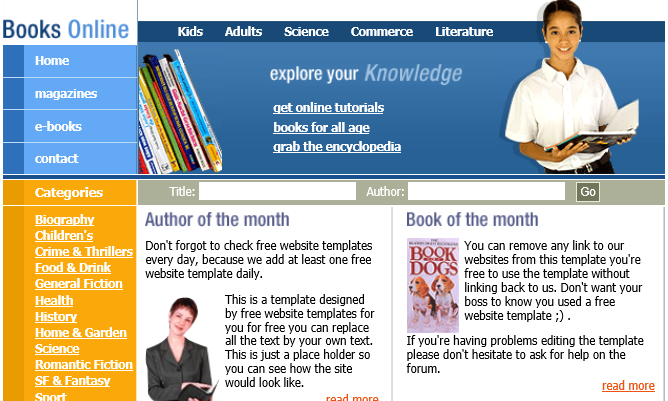 Books Online
Kids Adults Science Commerce Literature
Home
magazines
e-books
contact
explore your Knowledge
get online tutorials
books for all age
grab the encyclopedia
Categories
Title: Author: Go
Biography
Children's
Crime & Thrillers
Food & Drink
General Fiction
Health
History
Home & Garden
Science
Romantic Fiction
SF & Fantasy
Sport
Author of the month
Don't forgot to check free website templates
every day, because we add at least one free
website template daily.
This is a template designed
by free website templates for
you for free you can replace
all the text by your own text.
This is just a place holder so
you can see how the site
would look like.
read more
Book of the month
BOOK
OF
DOGS
You can remove any link to our
websites from this template you're
free to use the template without
linking back to us. Don't want your
boss to know you used a free
website template ;) .
If you're having problems editing the template
please don't hesitate to ask for help on the
forum.
read more